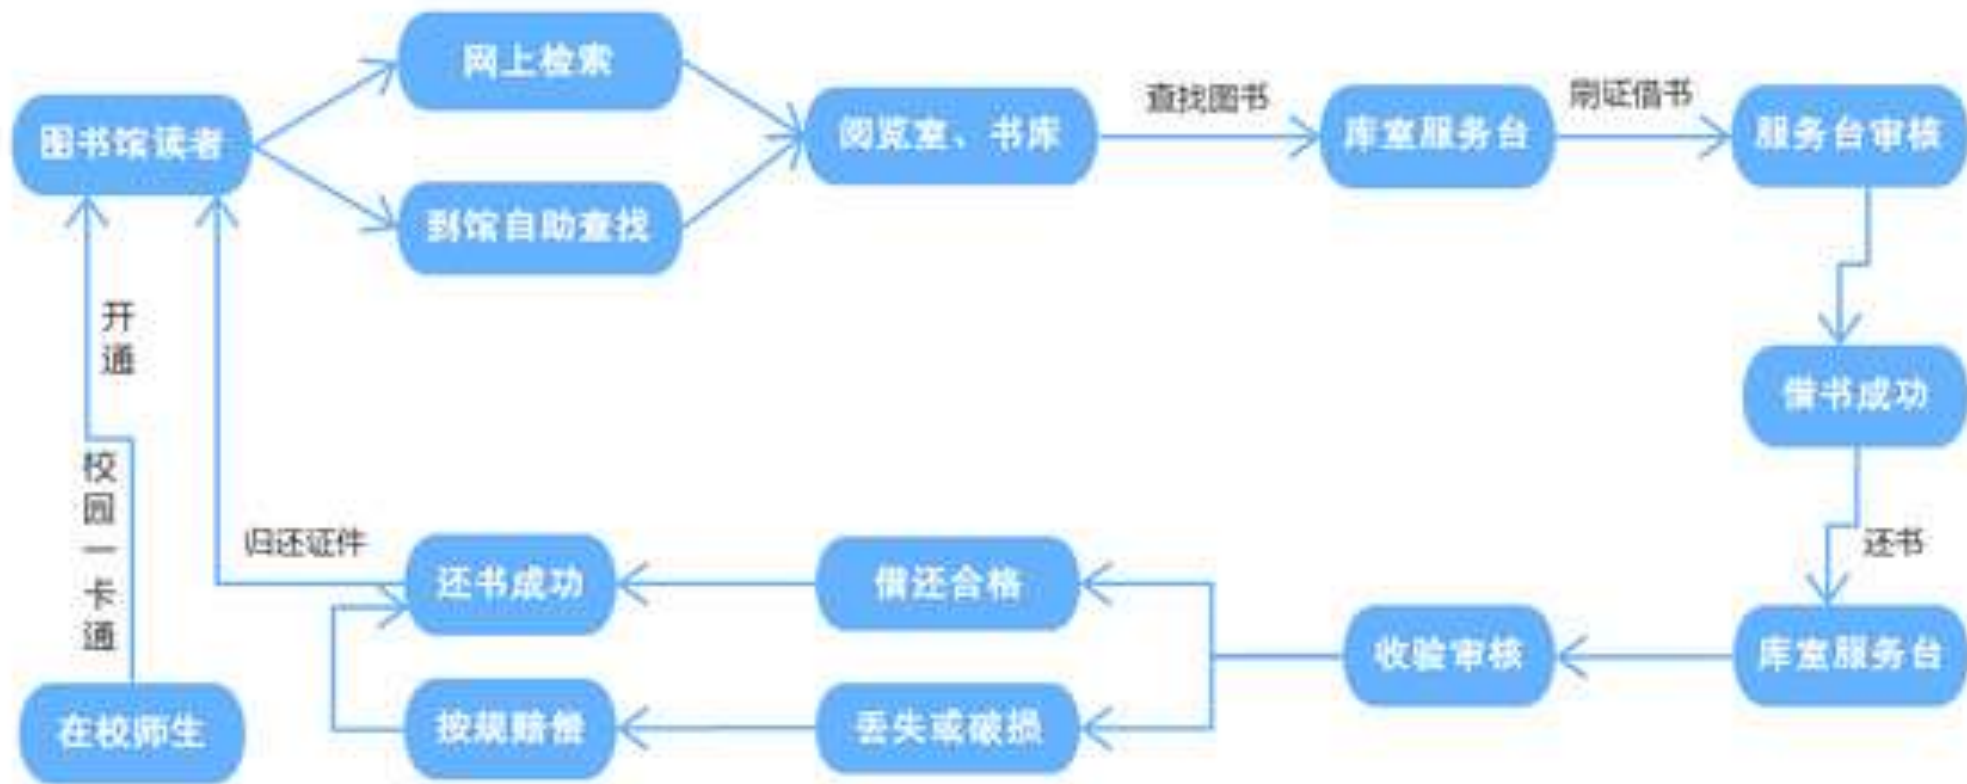 网上检索
图书馆读者
到馆自助查找
阅览室、书库
查找图书
库室服务台
刷证借书
服务台审核
借书成功
还书
库室服务台
收验审核
借还合格
丢失或破损
还书成功
按规赔偿
归还证件
开通
校园一卡通
在校师生